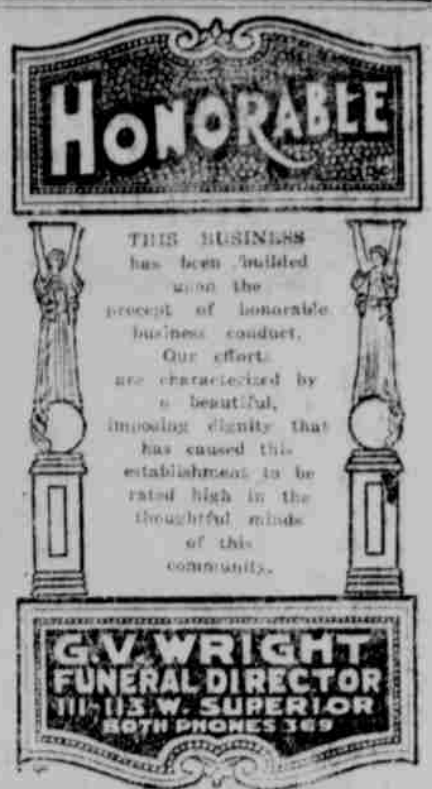 HONORABLE
THIS BUSINESS
has been builded
upon the
precept of honorable
business conduct.
Our efforts
are characterized by
a beautiful,
imposing dignity that
has caused this
establishment to be
rated high in the
thoughtful minds
of this
community.
G.V. WRIGHT
FUNERAL DIRECTOR
111-113 W. SUPERIOR
BOTH PHONES 369